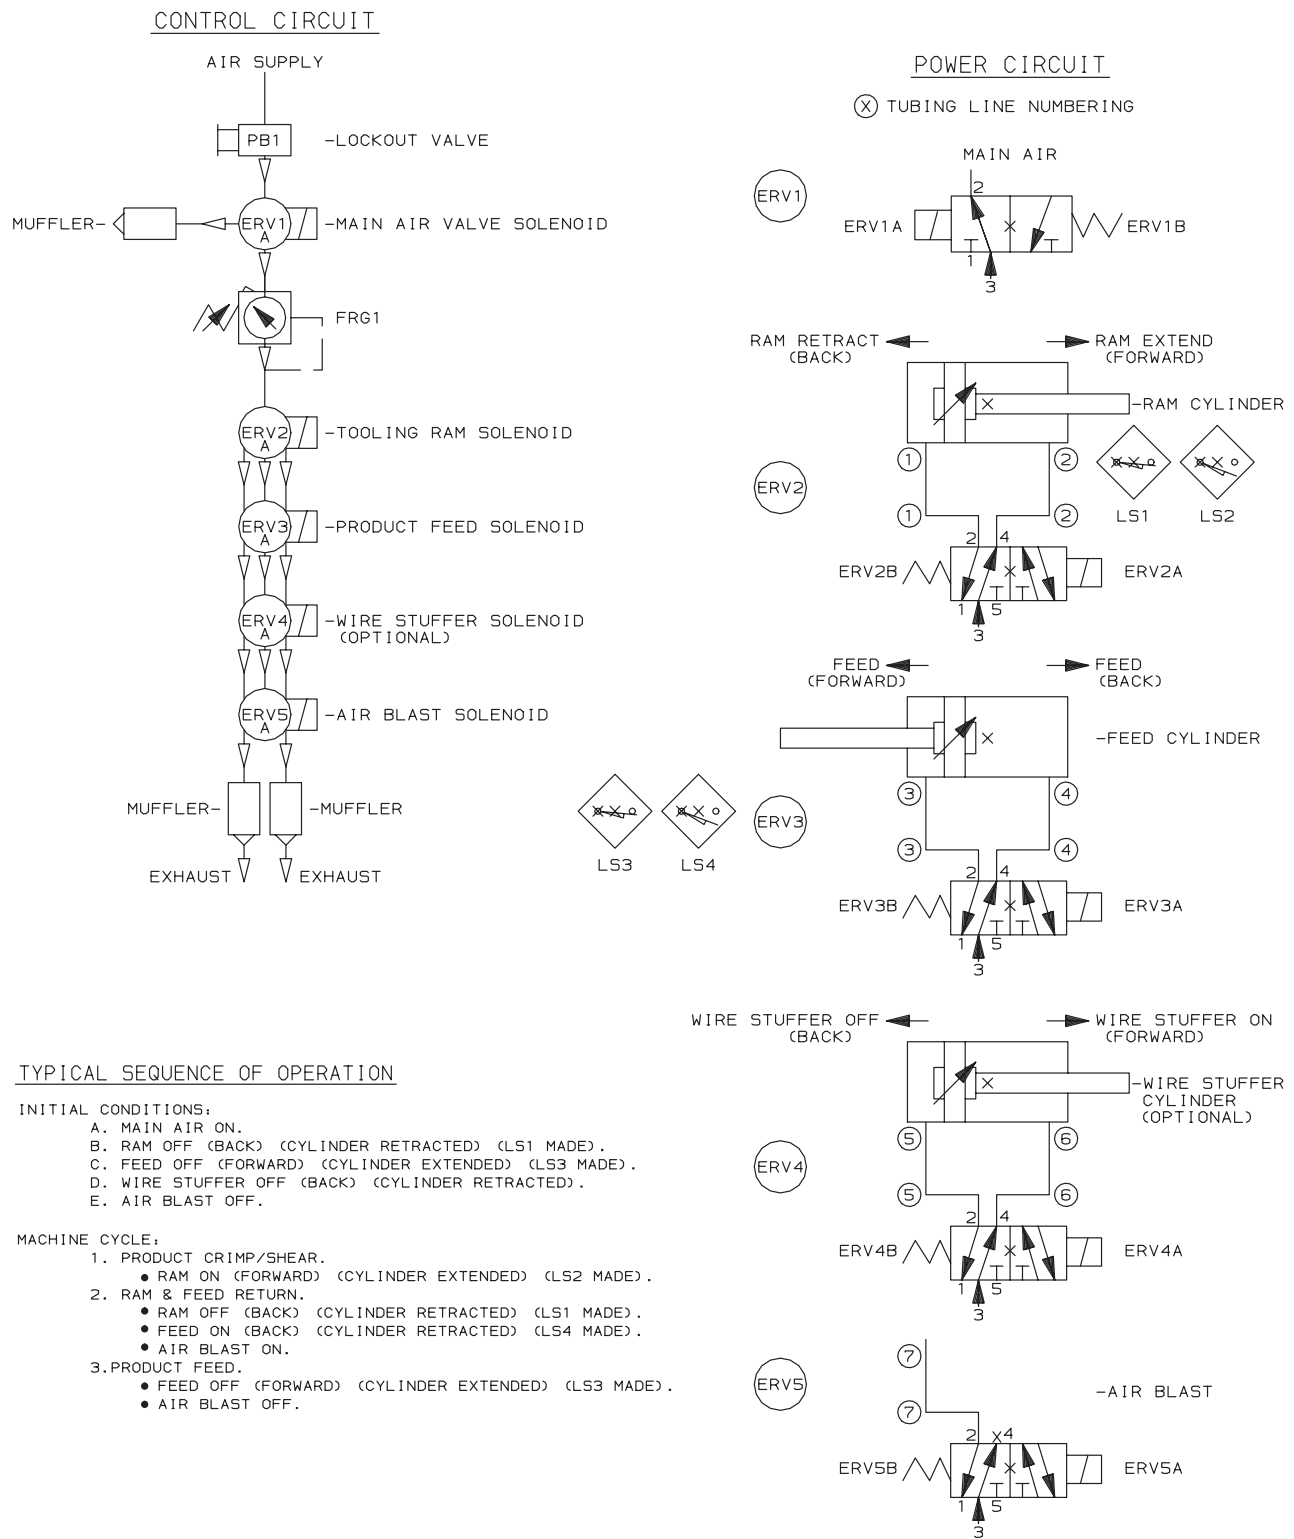 CONTROL CIRCUIT
AIR SUPPLY
PB1 -LOCKOUT VALVE
MUFFLER- ERV1 A -MAIN AIR VALVE SOLENOID
FRG1
ERV2 A -TOOLING RAM SOLENOID
ERV3 A -PRODUCT FEED SOLENOID
ERV4 A -WIRE STUFFER SOLENOID
(OPTIONAL)
ERV5 A -AIR BLAST SOLENOID
MUFFLER- -MUFFLER
EXHAUST EXHAUST
TYPICAL SEQUENCE OF OPERATION
INITIAL CONDITIONS:
A. MAIN AIR ON.
B. RAM OFF (BACK) (CYLINDER RETRACTED) (LS1 MADE).
C. FEED OFF (FORWARD) (CYLINDER EXTENDED) (LS3 MADE).
D. WIRE STUFFER OFF (BACK) (CYLINDER RETRACTED).
E. AIR BLAST OFF.
MACHINE CYCLE:
1. PRODUCT CRIMP/SHEAR.
• RAM ON (FORWARD) (CYLINDER EXTENDED) (LS2 MADE).
2. RAM & FEED RETURN.
• RAM OFF (BACK) (CYLINDER RETRACTED) (LS1 MADE).
• FEED ON (BACK) (CYLINDER RETRACTED) (LS4 MADE).
• AIR BLAST ON.
3.PRODUCT FEED.
• FEED OFF (FORWARD) (CYLINDER EXTENDED) (LS3 MADE).
• AIR BLAST OFF.
POWER CIRCUIT
X TUBING LINE NUMBERING
MAIN AIR
ERV1
2
ERV1A ERV1B
1
3
RAM RETRACT RAM EXTEND
(BACK) (FORWARD)
-RAM CYLINDER
1 2
ERV2
1 2
LS1 LS2
2 4
ERV2B ERV2A
1 5
3
FEED FEED
(FORWARD) (BACK)
-FEED CYLINDER
3 4
ERV3
3 4
LS3 LS4
2 4
ERV3B ERV3A
1 5
3
WIRE STUFFER OFF WIRE STUFFER ON
(BACK) (FORWARD)
-WIRE STUFFER
CYLINDER
(OPTIONAL)
5 6
ERV4
5 6
2 4
ERV4B ERV4A
1 5
3
7
ERV5 -AIR BLAST
7
2 X4
ERV5B ERV5A
1 5
3